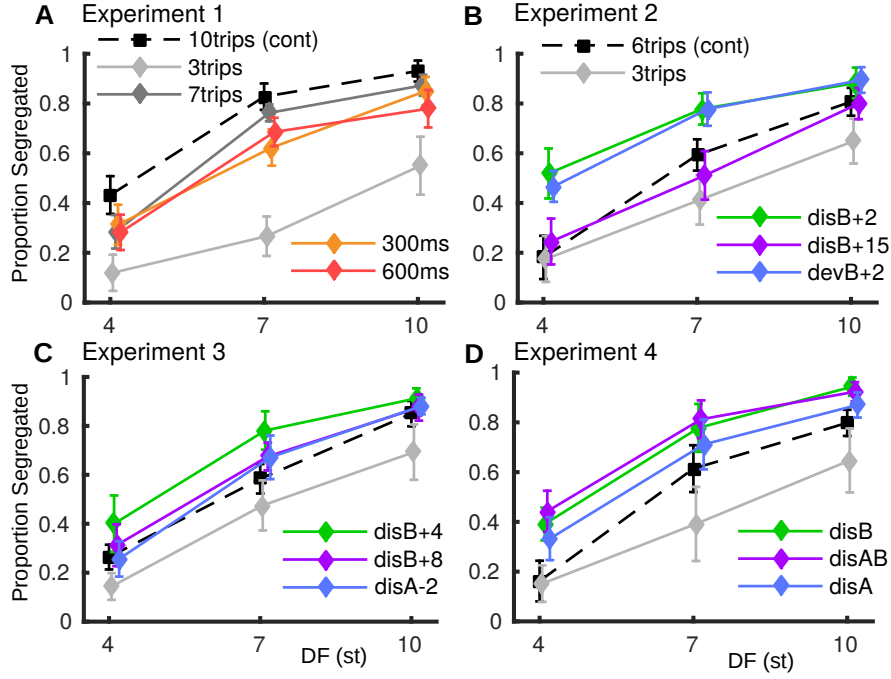 A Experiment 1
10trips (cont)
3trips
7trips
1
0.8
0.6
0.4
0.2
0
Proportion Segregated
300ms
600ms
4 7 10
B Experiment 2
6trips (cont)
3trips
1
0.8
0.6
0.4
0.2
0
disB+2
disB+15
devB+2
4 7 10
C Experiment 3
1
0.8
0.6
0.4
0.2
0
Proportion Segregated
disB+4
disB+8
disA-2
4 7 10
DF (st)
D Experiment 4
1
0.8
0.6
0.4
0.2
0
disB
disAB
disA
4 7 10
DF (st)